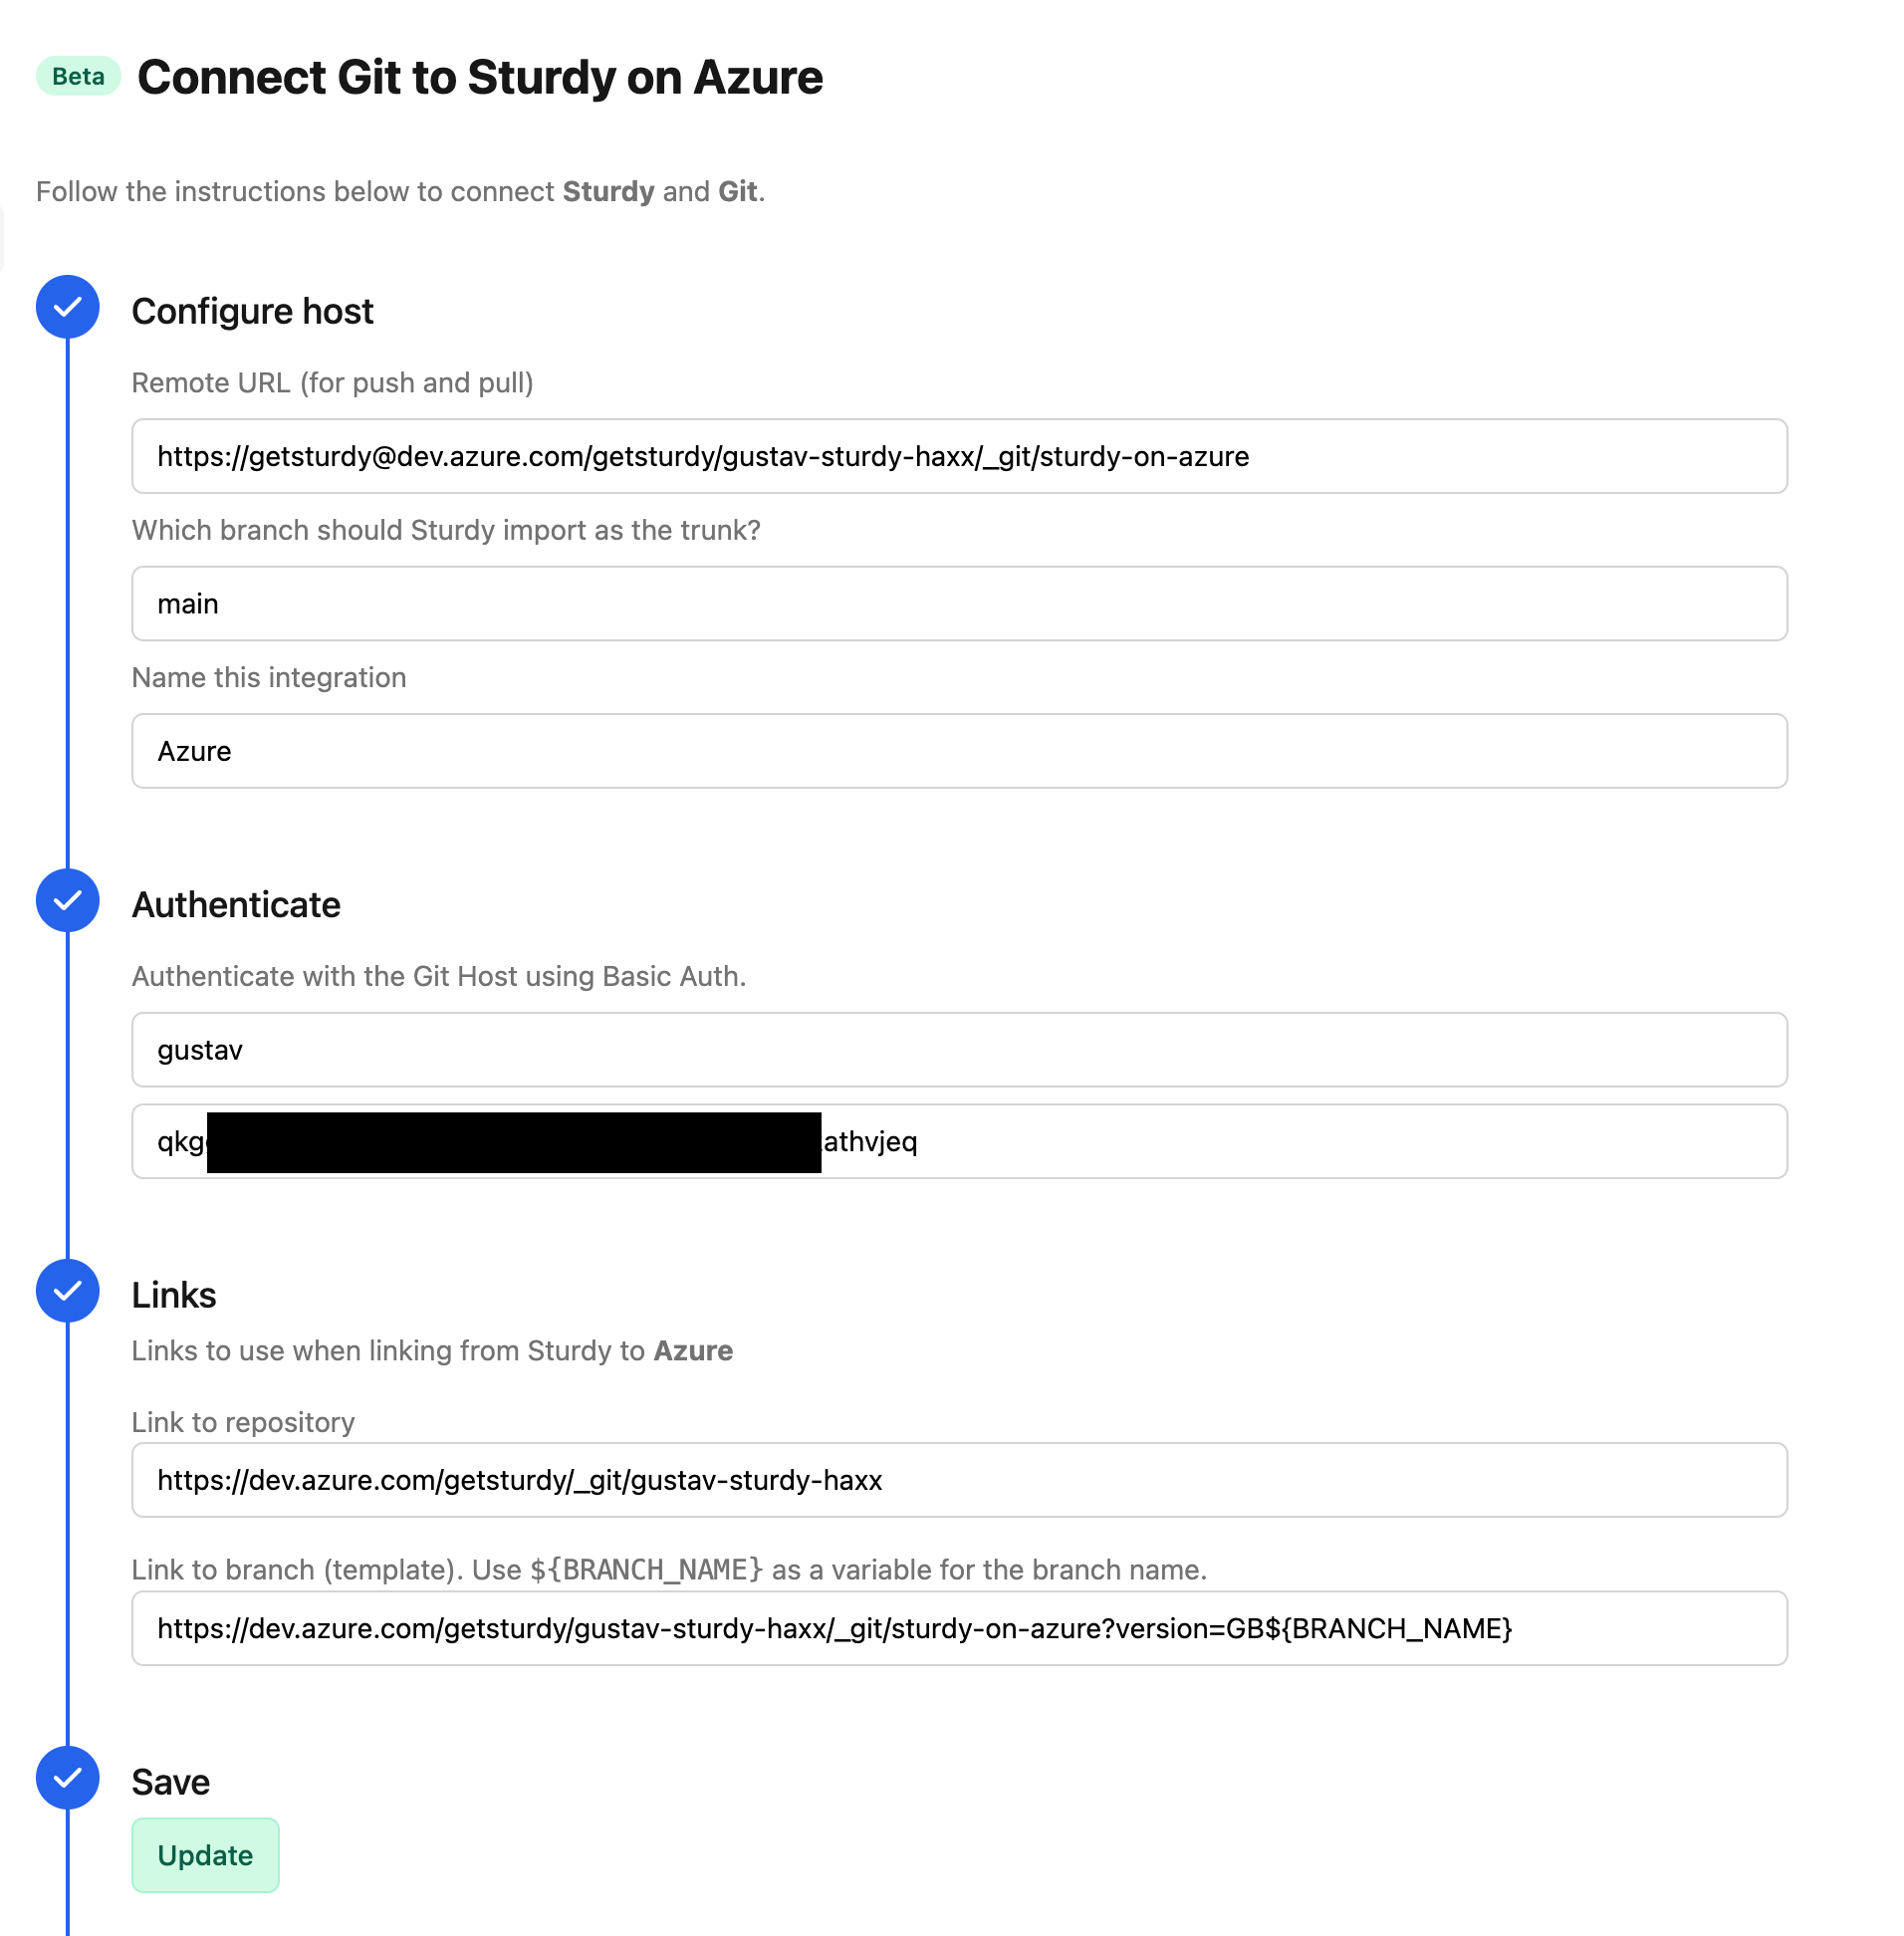 Beta Connect Git to Sturdy on Azure
Follow the instructions below to connect Sturdy and Git.
Configure host
Remote URL (for push and pull)
https://getsturdy@dev.azure.com/getsturdy/gustav-sturdy-haxx/_git/sturdy-on-azure
Which branch should Sturdy import as the trunk?
main
Name this integration
Azure
Authenticate
Authenticate with the Git Host using Basic Auth.
gustav
qkg athvjeq
Links
Links to use when linking from Sturdy to Azure
Link to repository
https://dev.azure.com/getsturdy/_git/gustav-sturdy-haxx
Link to branch (template). Use ${BRANCH_NAME} as a variable for the branch name.
https://dev.azure.com/getsturdy/gustav-sturdy-haxx/_git/sturdy-on-azure?version=GB${BRANCH_NAME}
Save
Update